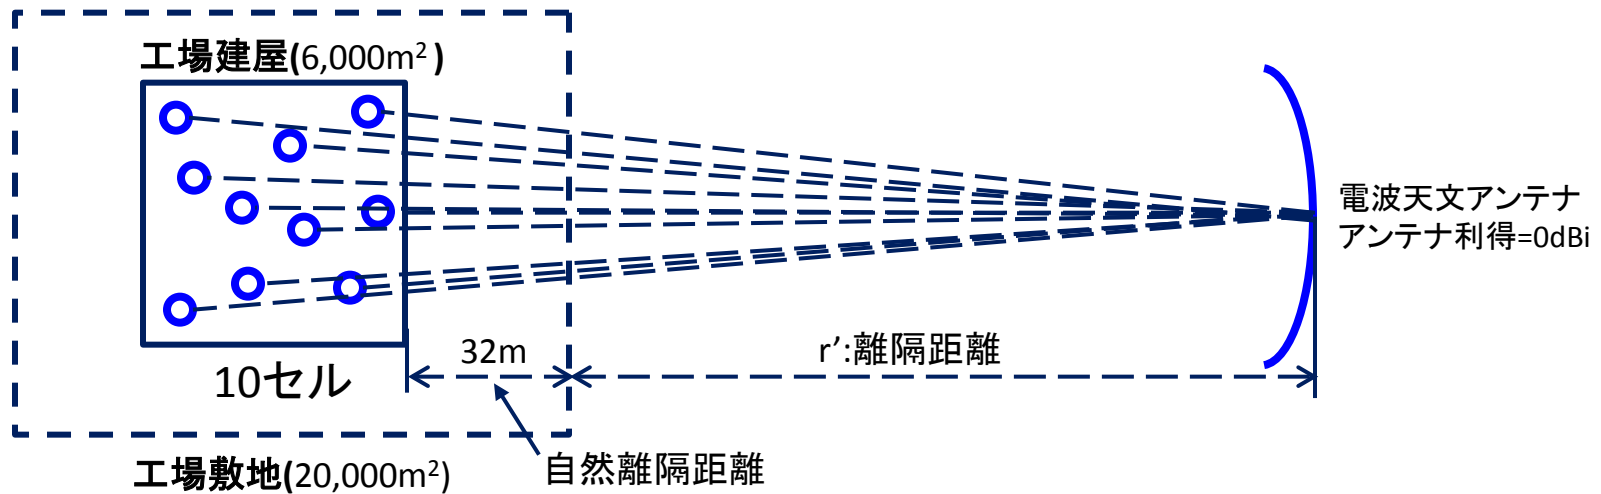 工場建屋(6,000m²)
電波天文アンテナ
アンテナ利得=0dBi
32m
r’:離隔距離
10セル
工場敷地(20,000m²)
自然離隔距離